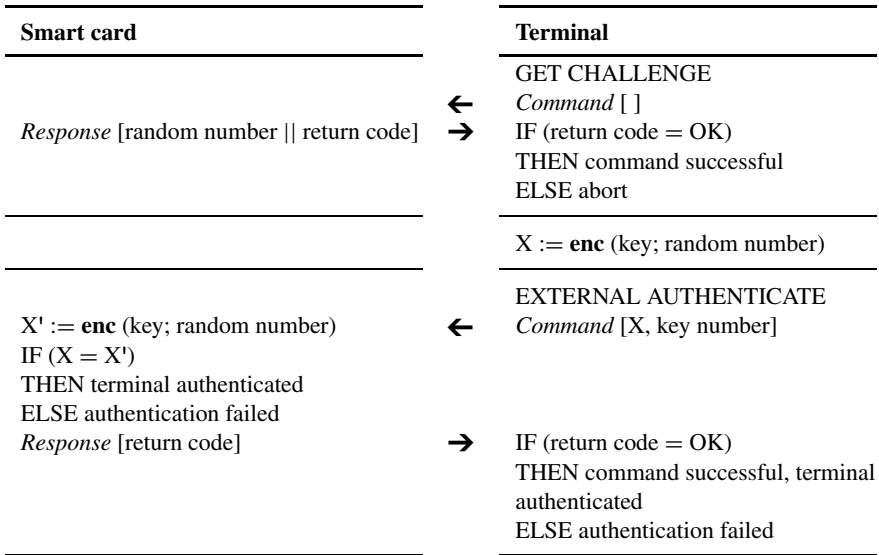 Smart card Terminal
GET CHALLENGE
← Command [ ]
Response [random number || return code] → IF (return code = OK)
THEN command successful
ELSE abort
X := enc (key; random number)
EXTERNAL AUTHENTICATE
X' := enc (key; random number) ← Command [X, key number]
IF (X = X')
THEN terminal authenticated
ELSE authentication failed
Response [return code] → IF (return code = OK)
THEN command successful, terminal
authenticated
ELSE authentication failed